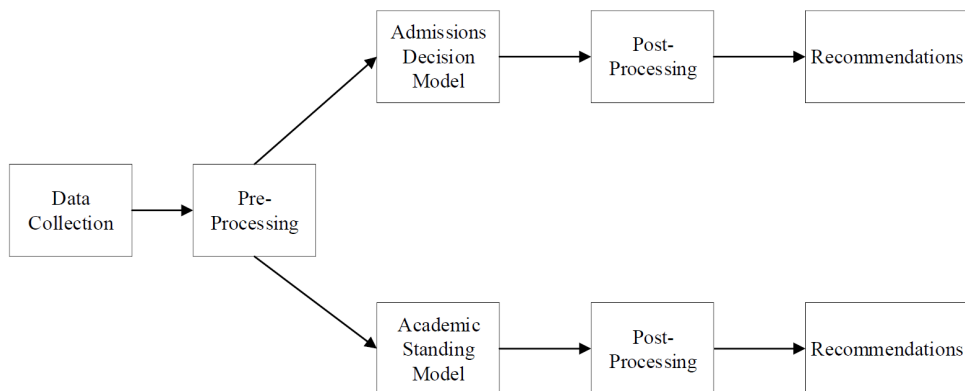 Admissions
Decision
Model
Post-
Processing
Recommendations
Data
Collection
Pre-
Processing
Academic
Standing
Model
Post-
Processing
Recommendations